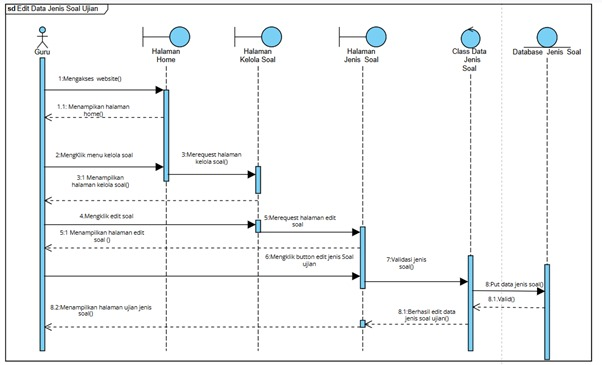 sd Edit Data Jenis Soal Ujian
Guru
Halaman
Home
Halaman
Kelola Soal
Halaman
Jenis Soal
Class Data
Jenis
Soal
Database Jenis Soal
1:Mengakses website()
1.1: Menampikan halaman
home()
2:MengKlik menu kelola soal
3:Merequest halaman
kelola soal()
3:1 Menampilkan
halaman kelola soal()
4.Mengklik edit soal
5:Merequest halaman edit
soal
5:1 Menampilkan halaman edit
soal ()
6:Mengklik button edit jenis Soal
ujian
7:Validasi jenis
soal()
8:Put data jenis soal()
8.1.Valid()
8.1:Berhasil edit data
jenis soal ujian()
8.2:Menampilkan halaman ujian jenis
soal()